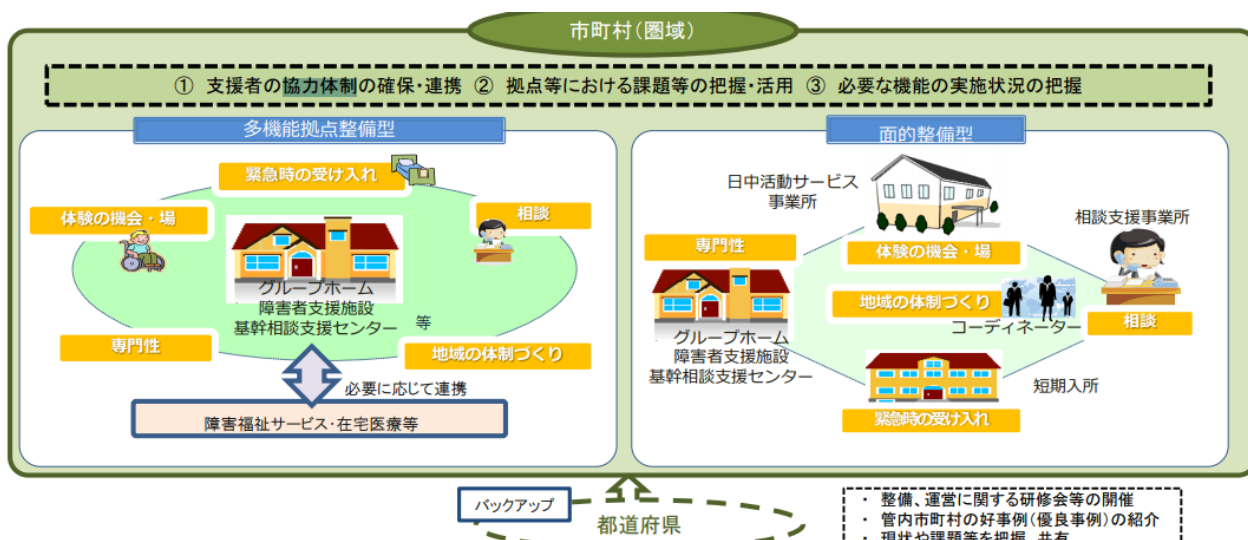 市町村(圏域)
① 支援者の協力体制の確保・連携 ② 拠点等における課題等の把握・活用 ③ 必要な機能の実施状況の把握
多機能拠点整備型
緊急時の受け入れ
体験の機会・場
相談
グループホーム
障害者支援施設
基幹相談支援センター 等
専門性
地域の体制づくり
必要に応じて連携
障害福祉サービス・在宅医療等
面的整備型
日中活動サービス
事業所
相談支援事業所
専門性
体験の機会・場
地域の体制づくり
コーディネーター
相談
グループホーム
障害者支援施設
基幹相談支援センター
短期入所
緊急時の受け入れ
バックアップ
都道府県
・ 整備、運営に関する研修会等の開催
・ 管内市町村の好事例(優良事例)の紹介
・ 現状や課題等を把握、共有